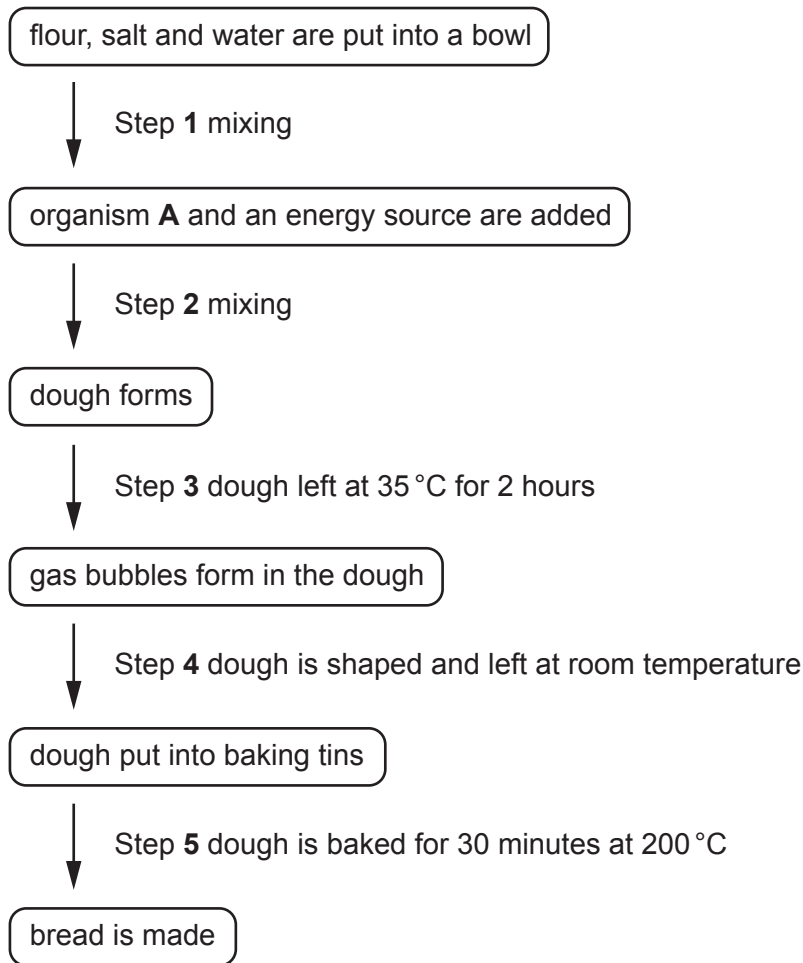 flour, salt and water are put into a bowl
Step 1 mixing
organism A and an energy source are added
Step 2 mixing
dough forms
Step 3 dough left at 35 °C for 2 hours
gas bubbles form in the dough
Step 4 dough is shaped and left at room temperature
dough put into baking tins
Step 5 dough is baked for 30 minutes at 200 °C
bread is made